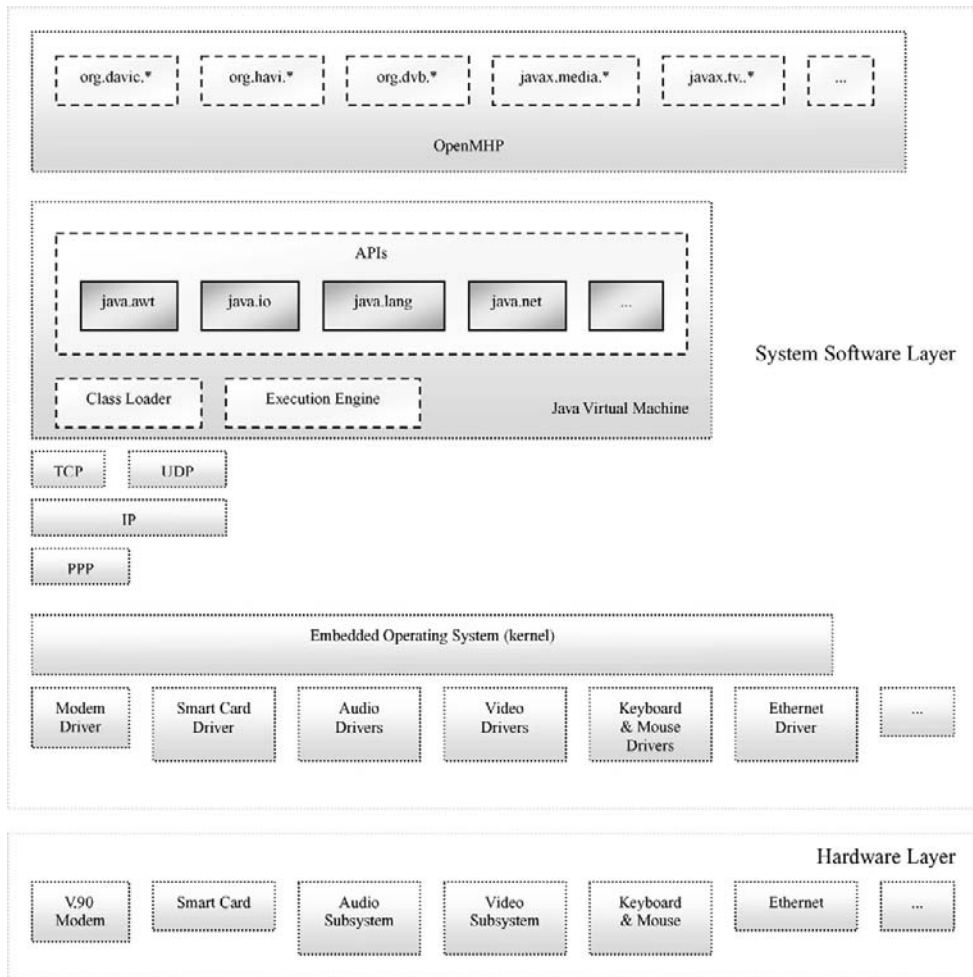 org.davic.* org.havi.* org.dvb.* javax.media.* javax.tv..* ...
OpenMHP
APIs
java.awt java.io java.lang java.net ...
System Software Layer
Class Loader Execution Engine Java Virtual Machine
TCP UDP
IP
PPP
Embedded Operating System (kernel)
Modem
Driver
Smart Card
Driver
Audio
Drivers
Video
Drivers
Keyboard
& Mouse
Drivers
Ethernet
Driver
...
Hardware Layer
V.90
Modem
Smart Card
Audio
Subsystem
Video
Subsystem
Keyboard
& Mouse
Ethernet
...